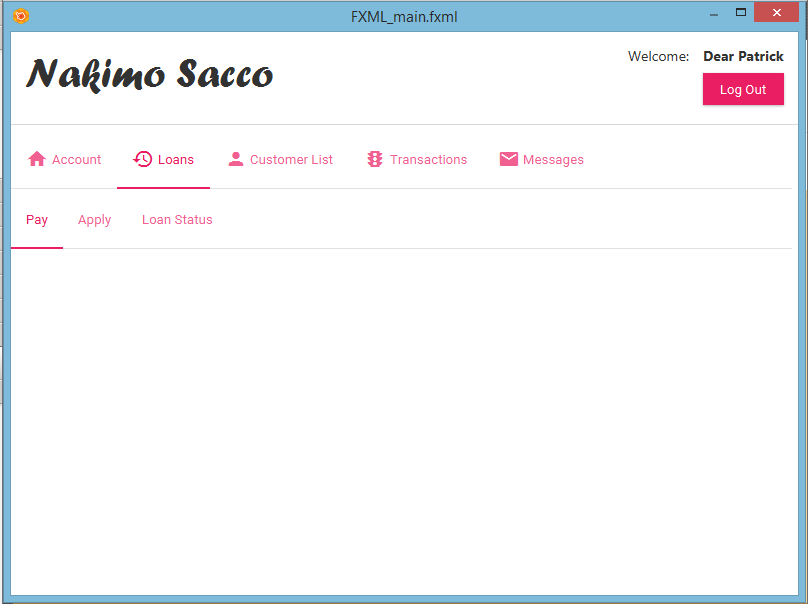 FXML_main.fxml
Nakimo Sacco
Welcome: Dear Patrick
Log Out
Account Loans Customer List Transactions Messages
Pay Apply Loan Status